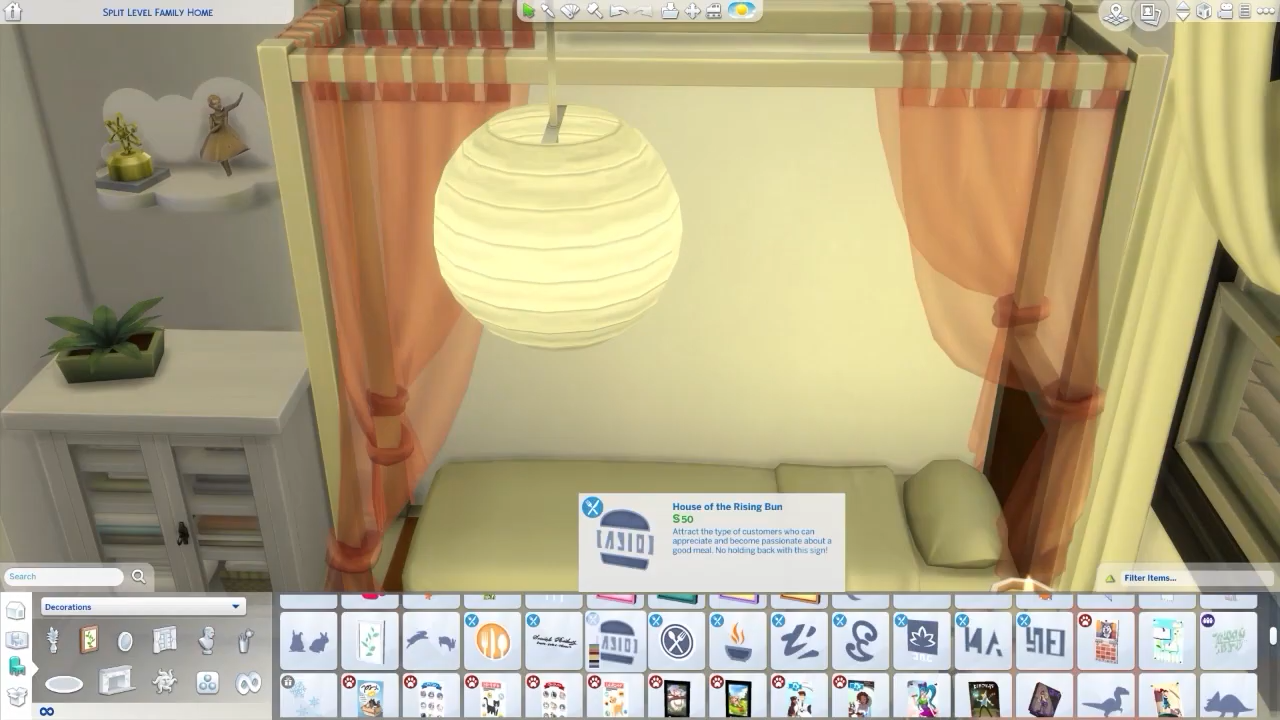 Split Level Family Home
House of the Rising Bun
§50
Attract the type of customers who can
appreciate and become passionate about a
good meal. No holding back with this sign!
Search
Filter Items...
Decorations